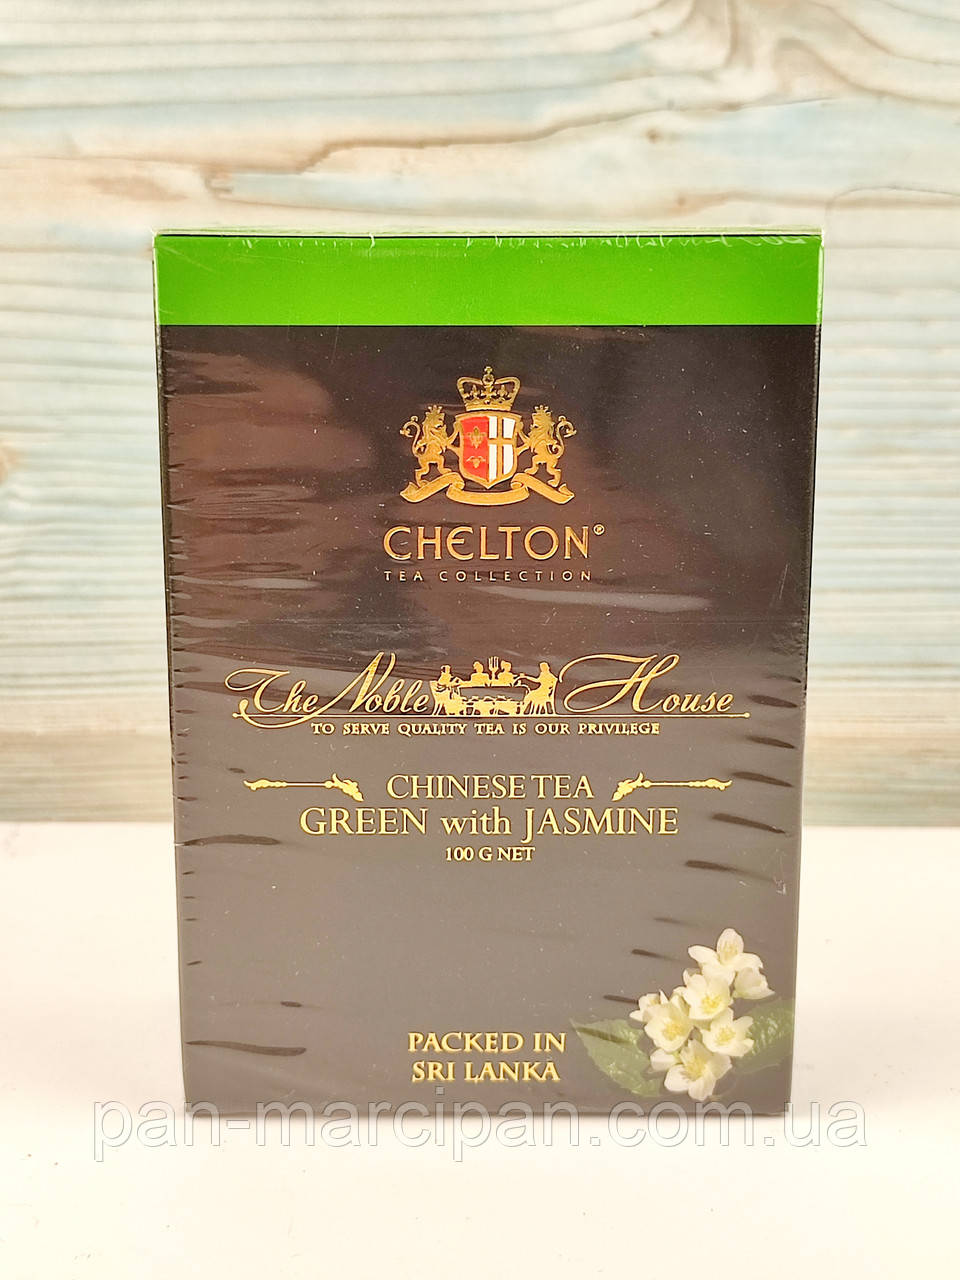 CHELTON®
TEA COLLECTION
The Noble House
TO SERVE QUALITY TEA IS OUR PRIVILEGE
CHINESE TEA
GREEN with JASMINE
100 G NET
PACKED IN
SRI LANKA
pan-marcipan.com.ua